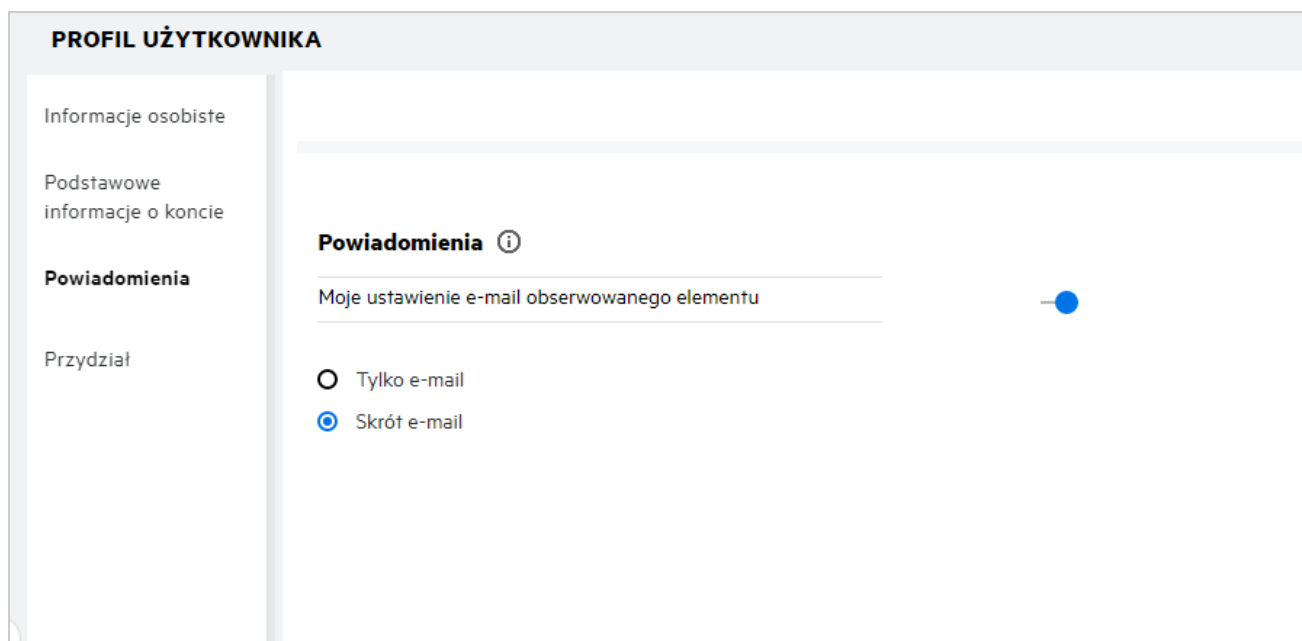 PROFIL UŻYTKOWNIKA
Informacje osobiste
Podstawowe
informacje o koncie
Powiadomienia
Przydział
Powiadomienia
Moje ustawienie e-mail obserwowanego elementu
Tylko e-mail
Skrót e-mail